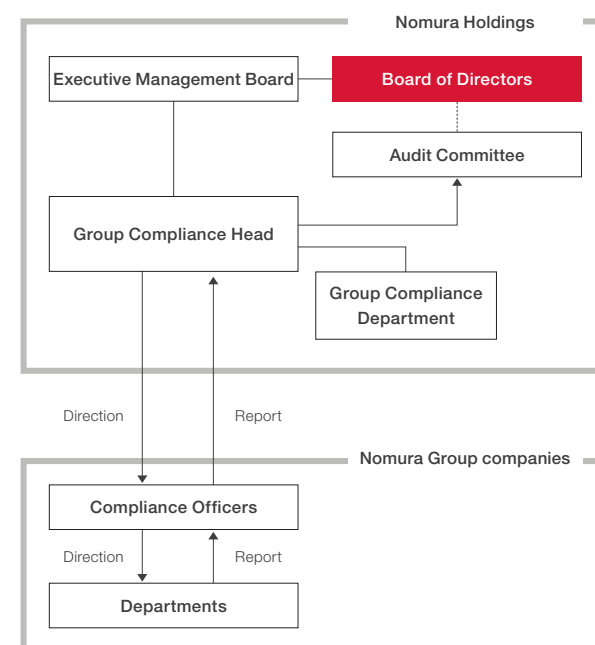 Nomura Holdings
Executive Management Board
Board of Directors
Audit Committee
Group Compliance Head
Group Compliance
Department
Direction
Report
Nomura Group companies
Compliance Officers
Direction
Report
Departments